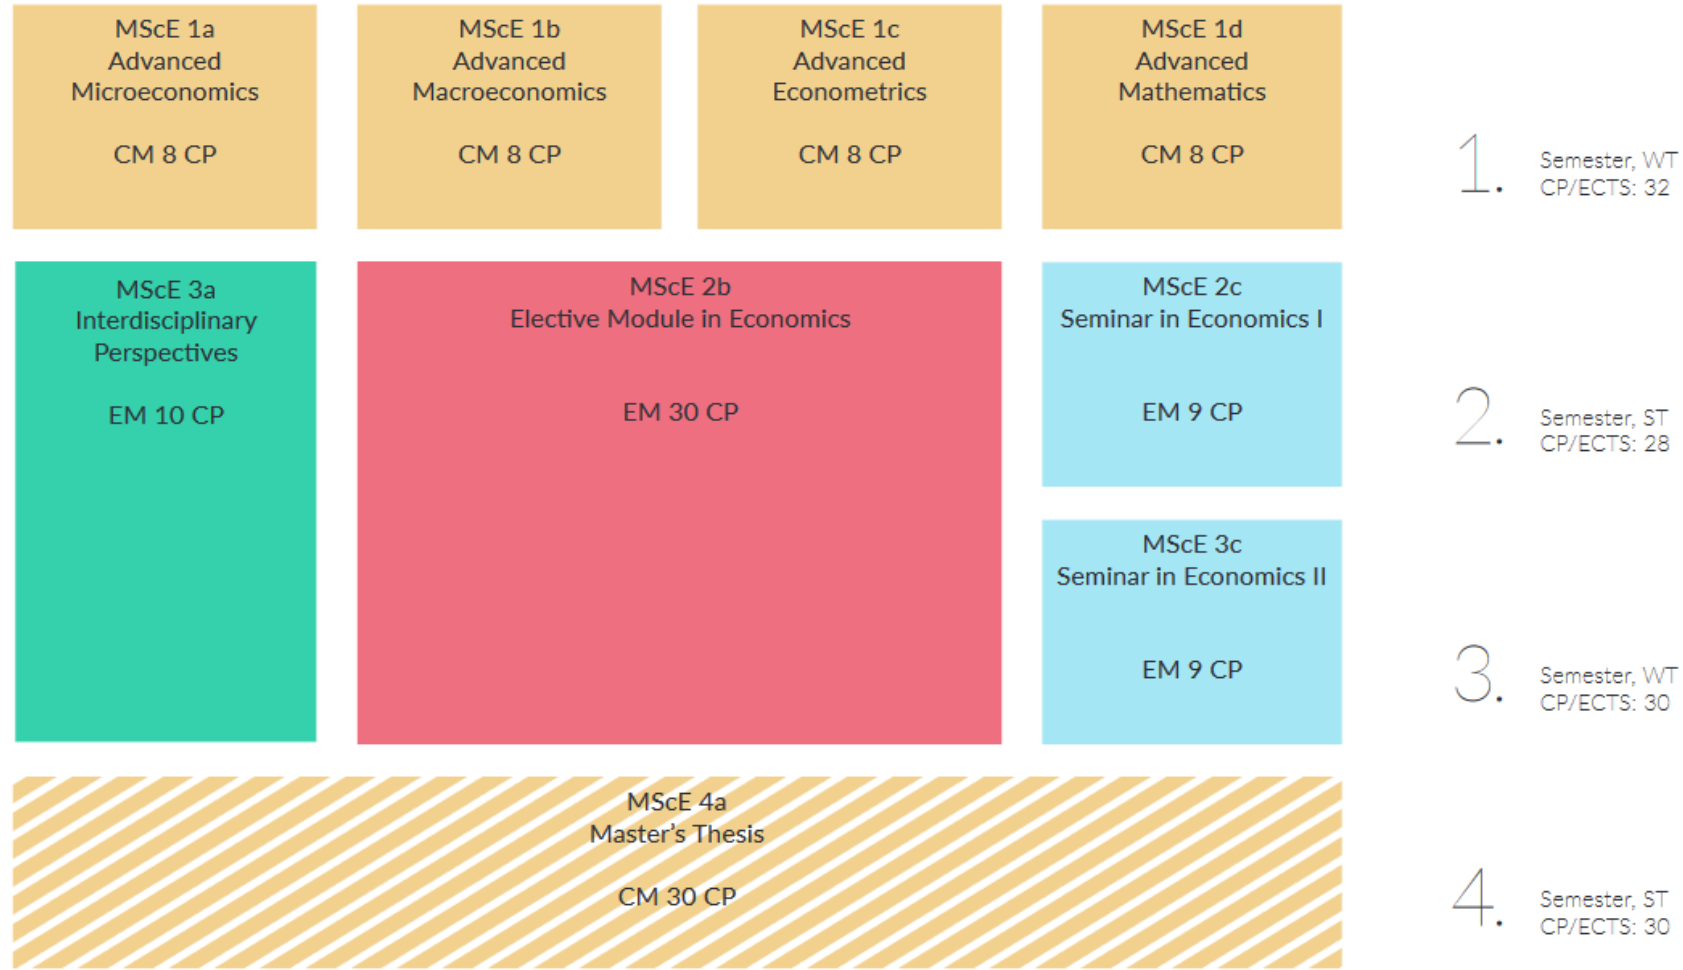 MScE 1a
Advanced
Microeconomics
CM 8 CP
MScE 1b
Advanced
Macroeconomics
CM 8 CP
MScE 1c
Advanced
Econometrics
CM 8 CP
MScE 1d
Advanced
Mathematics
CM 8 CP
1.
Semester, WT
CP/ECTS: 32
MScE 3a
Interdisciplinary
Perspectives
EM 10 CP
MScE 2b
Elective Module in Economics
EM 30 CP
MScE 2c
Seminar in Economics I
EM 9 CP
2.
Semester, ST
CP/ECTS: 28
MScE 3c
Seminar in Economics II
EM 9 CP
3.
Semester, WT
CP/ECTS: 30
MScE 4a
Master's Thesis
CM 30 CP
4.
Semester, ST
CP/ECTS: 30